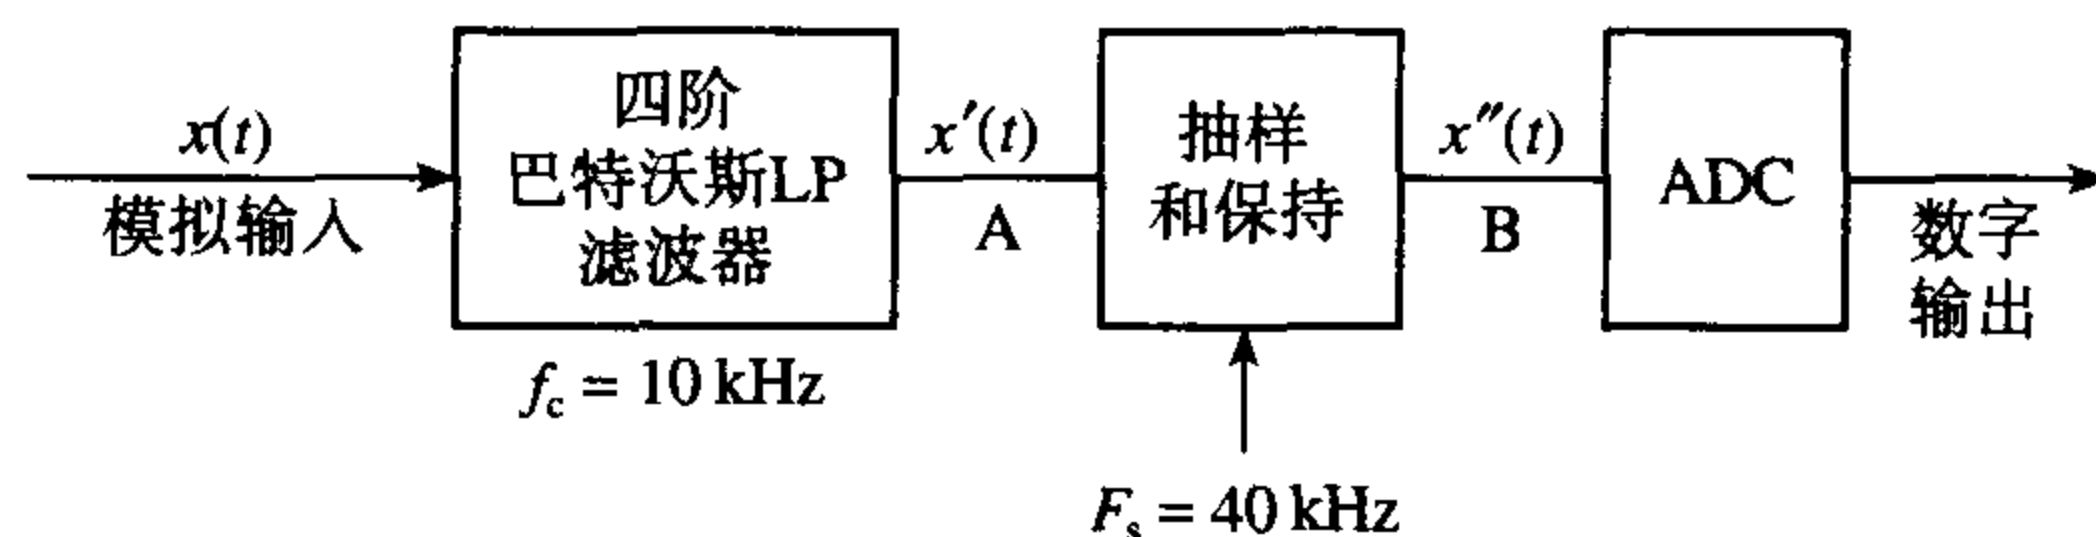 x(t)
模拟输入
四阶
巴特沃斯LP
滤波器
f_c = 10 kHz
x′(t)
A
抽样
和保持
F_s = 40 kHz
x″(t)
B
ADC
数字
输出